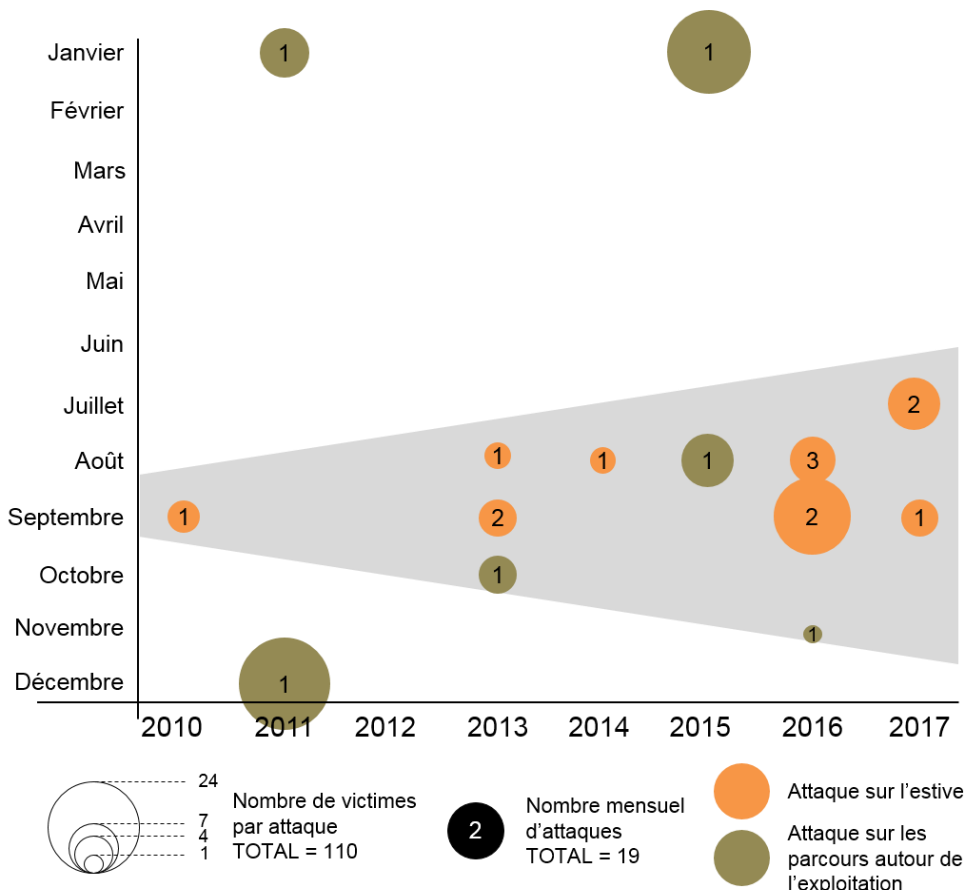 Janvier 1 1
Février
Mars
Avril
Mai
Juin
Juillet 2
Août 1 1 1 3
Septembre 1 2 2 1
Octobre 1
Novembre 1
Décembre 1
2010 2011 2012 2013 2014 2015 2016 2017
24
7
4
1
Nombre de victimes
par attaque
TOTAL = 110
2
Nombre mensuel
d'attaques
TOTAL = 19
Attaque sur l'estive
Attaque sur les
parcours autour de
l'exploitation